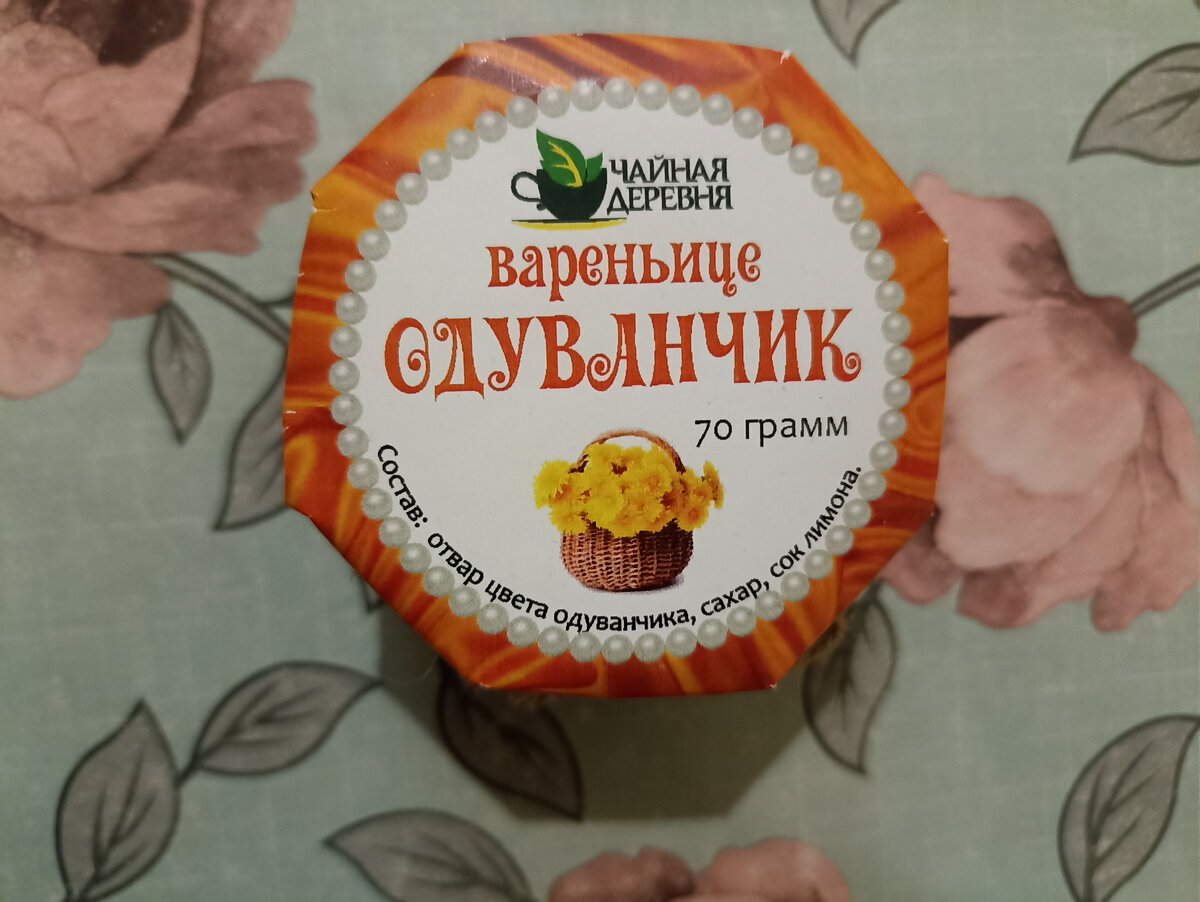 ЧАЙНАЯ
ДЕРЕВНЯ
вареньице
ОДУВАНЧИК
70 грамм
Состав: отвар цвета одуванчика, сахар, сок лимона.